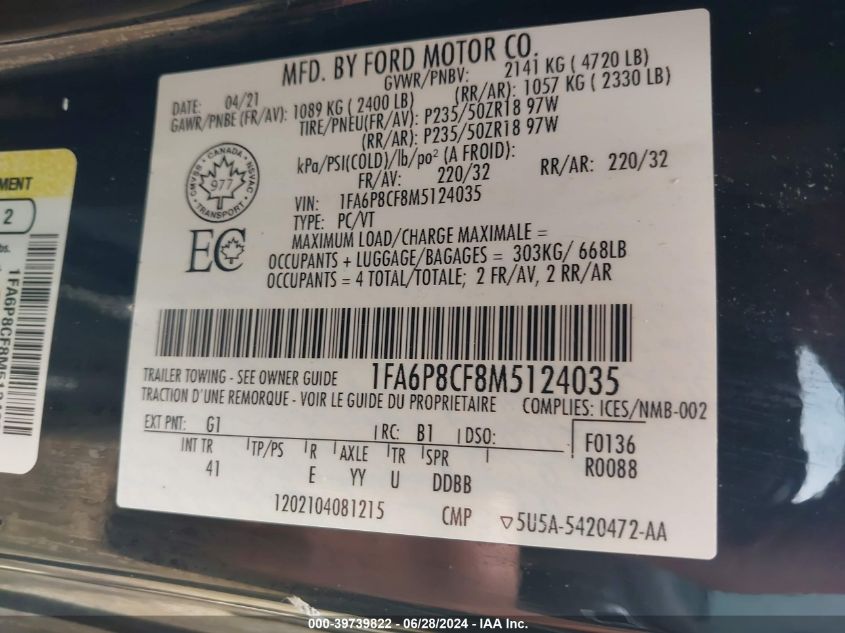 MFD. BY FORD MOTOR CO.
DATE: 04/21
GVWR/PNBV: 2141 KG ( 4720 LB)
GAWR/PNBE (FR/AV): 1089 KG ( 2400 LB) (RR/AR): 1057 KG ( 2330 LB)
TIRE/PNEU(FR/AV): P235/50ZR18 97W
(RR/AR): P235/50ZR18 97W
kPa/PSI(COLD)/lb/po² (A FROID):
FR/AV: 220/32 RR/AR: 220/32
CMVSS • CANADA • NSVAC
977
TRANSPORT
VIN: 1FA6P8CF8M5124035
TYPE: PC/VT
EC
MAXIMUM LOAD/CHARGE MAXIMALE =
OCCUPANTS + LUGGAGE/BAGAGES = 303KG/ 668LB
OCCUPANTS = 4 TOTAL/TOTALE; 2 FR/AV, 2 RR/AR
TRAILER TOWING - SEE OWNER GUIDE 1FA6P8CF8M5124035
TRACTION D'UNE REMORQUE - VOIR LE GUIDE DU PROPRIETAIRE COMPLIES: ICES/NMB-002
EXT PNT: G1 RC: B1 DSO: F0136
INT TR TP/PS R AXLE TR SPR R0088
41 E YY U DDBB
1202104081215 CMP 5U5A-5420472-AA
2
000-39739822 - 06/28/2024 - IAA Inc.